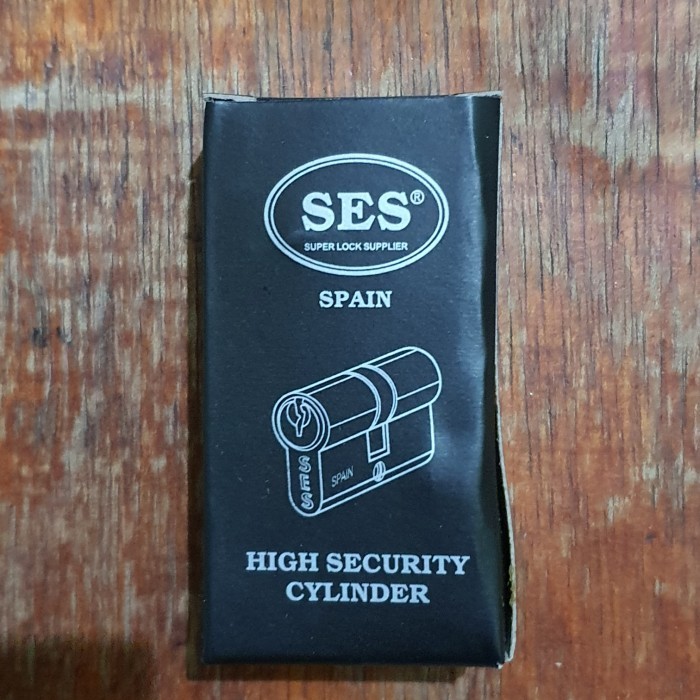 SES®
SUPER LOCK SUPPLIER
SPAIN
SES
SPAIN
HIGH SECURITY
CYLINDER